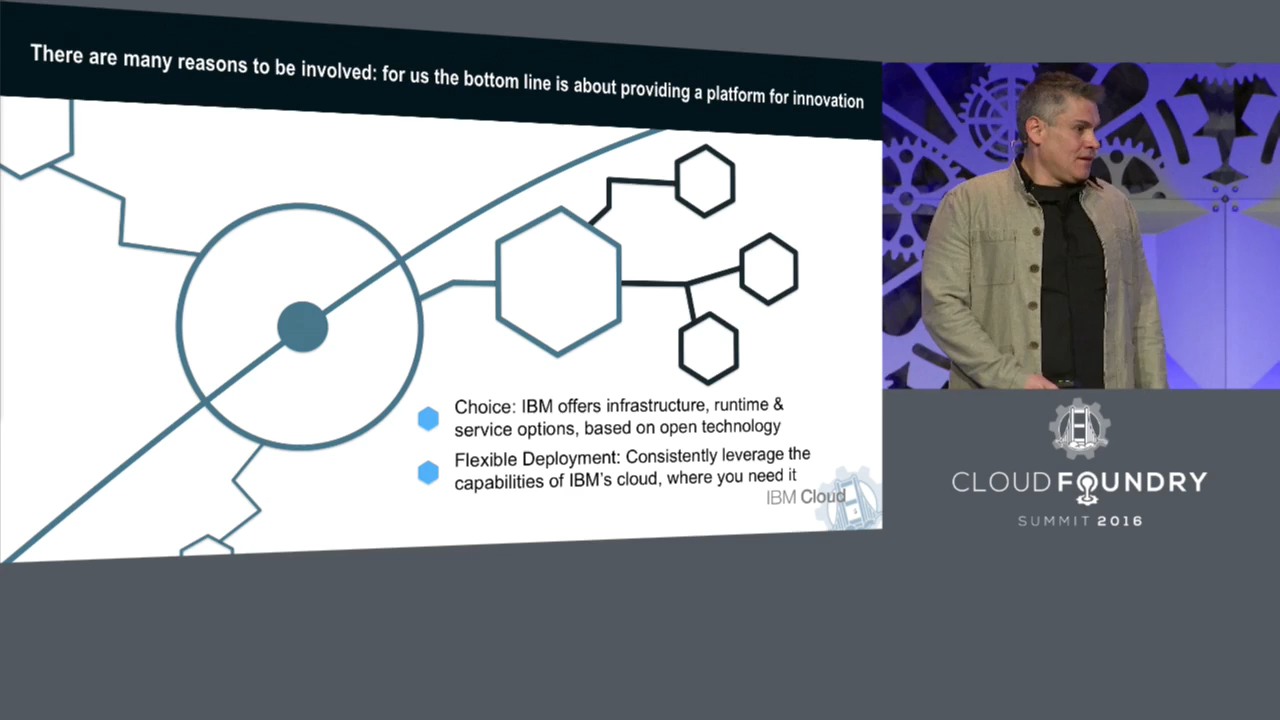 There are many reasons to be involved: for us the bottom line is about providing a platform for innovation
Choice: IBM offers infrastructure, runtime &
service options, based on open technology
Flexible Deployment: Consistently leverage the
capabilities of IBM's cloud, where you need it
IBM Cloud
CLOUD FOUNDRY
SUMMIT 2016